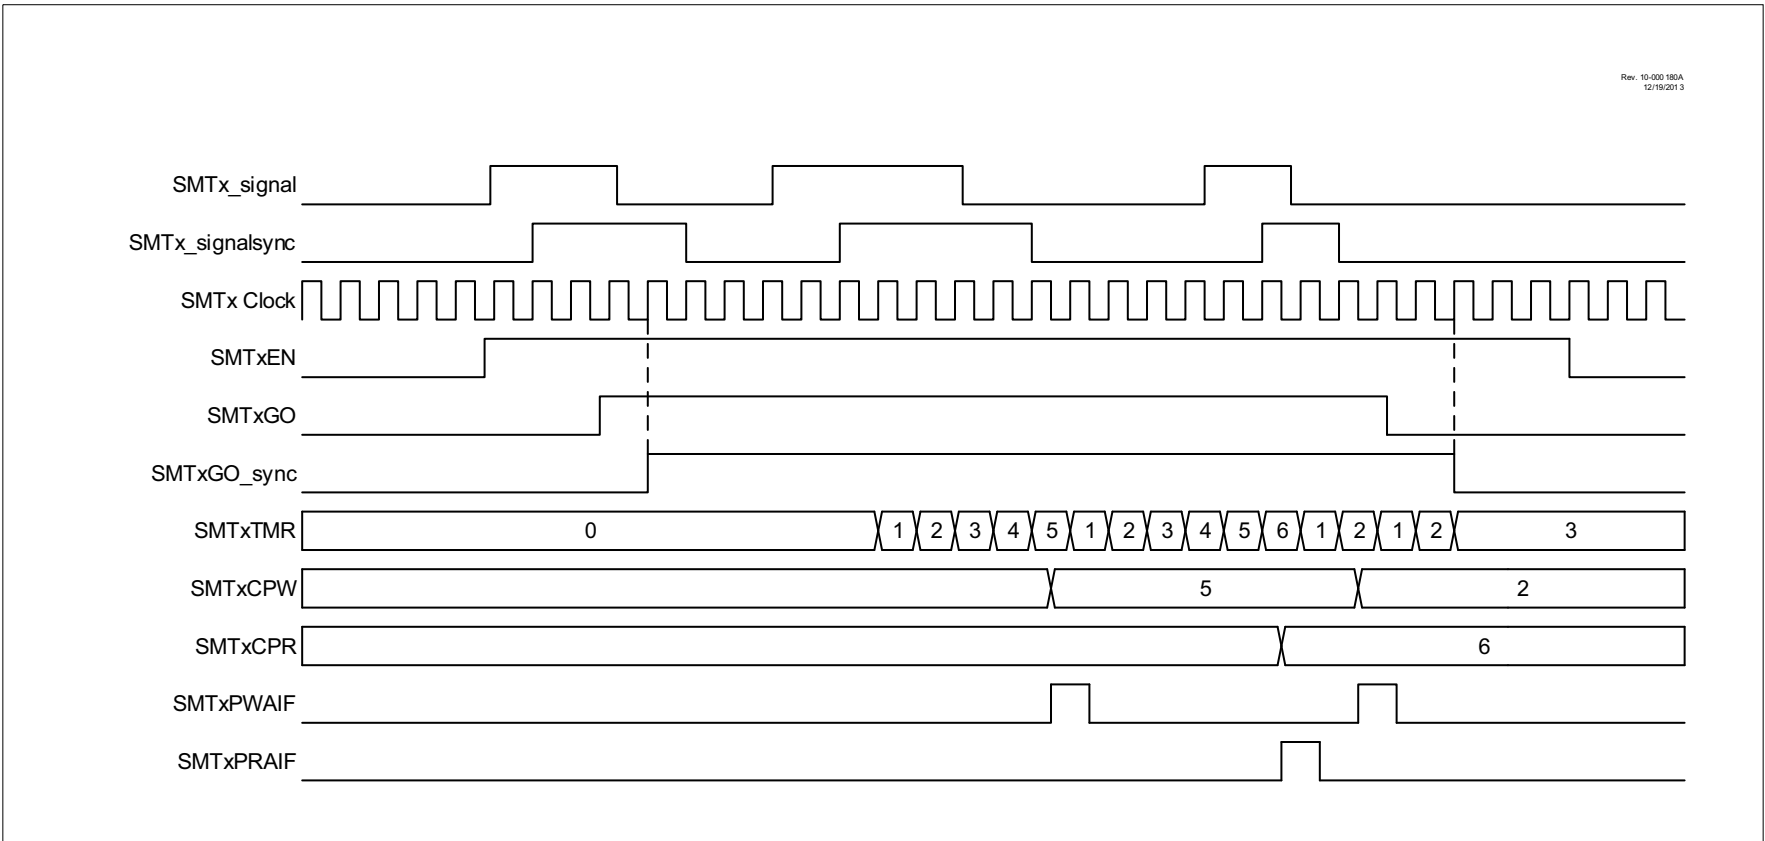 Rev. 10-000 180A
12/19/201 3
SMTx_signal
SMTx_signalsync
SMTx Clock
SMTxEN
SMTxGO
SMTxGO_sync
SMTxTMR 0 1 2 3 4 5 1 2 3 4 5 6 1 2 1 2 3
SMTxCPW 5 2
SMTxCPR 6
SMTxPWAIF
SMTxPRAIF